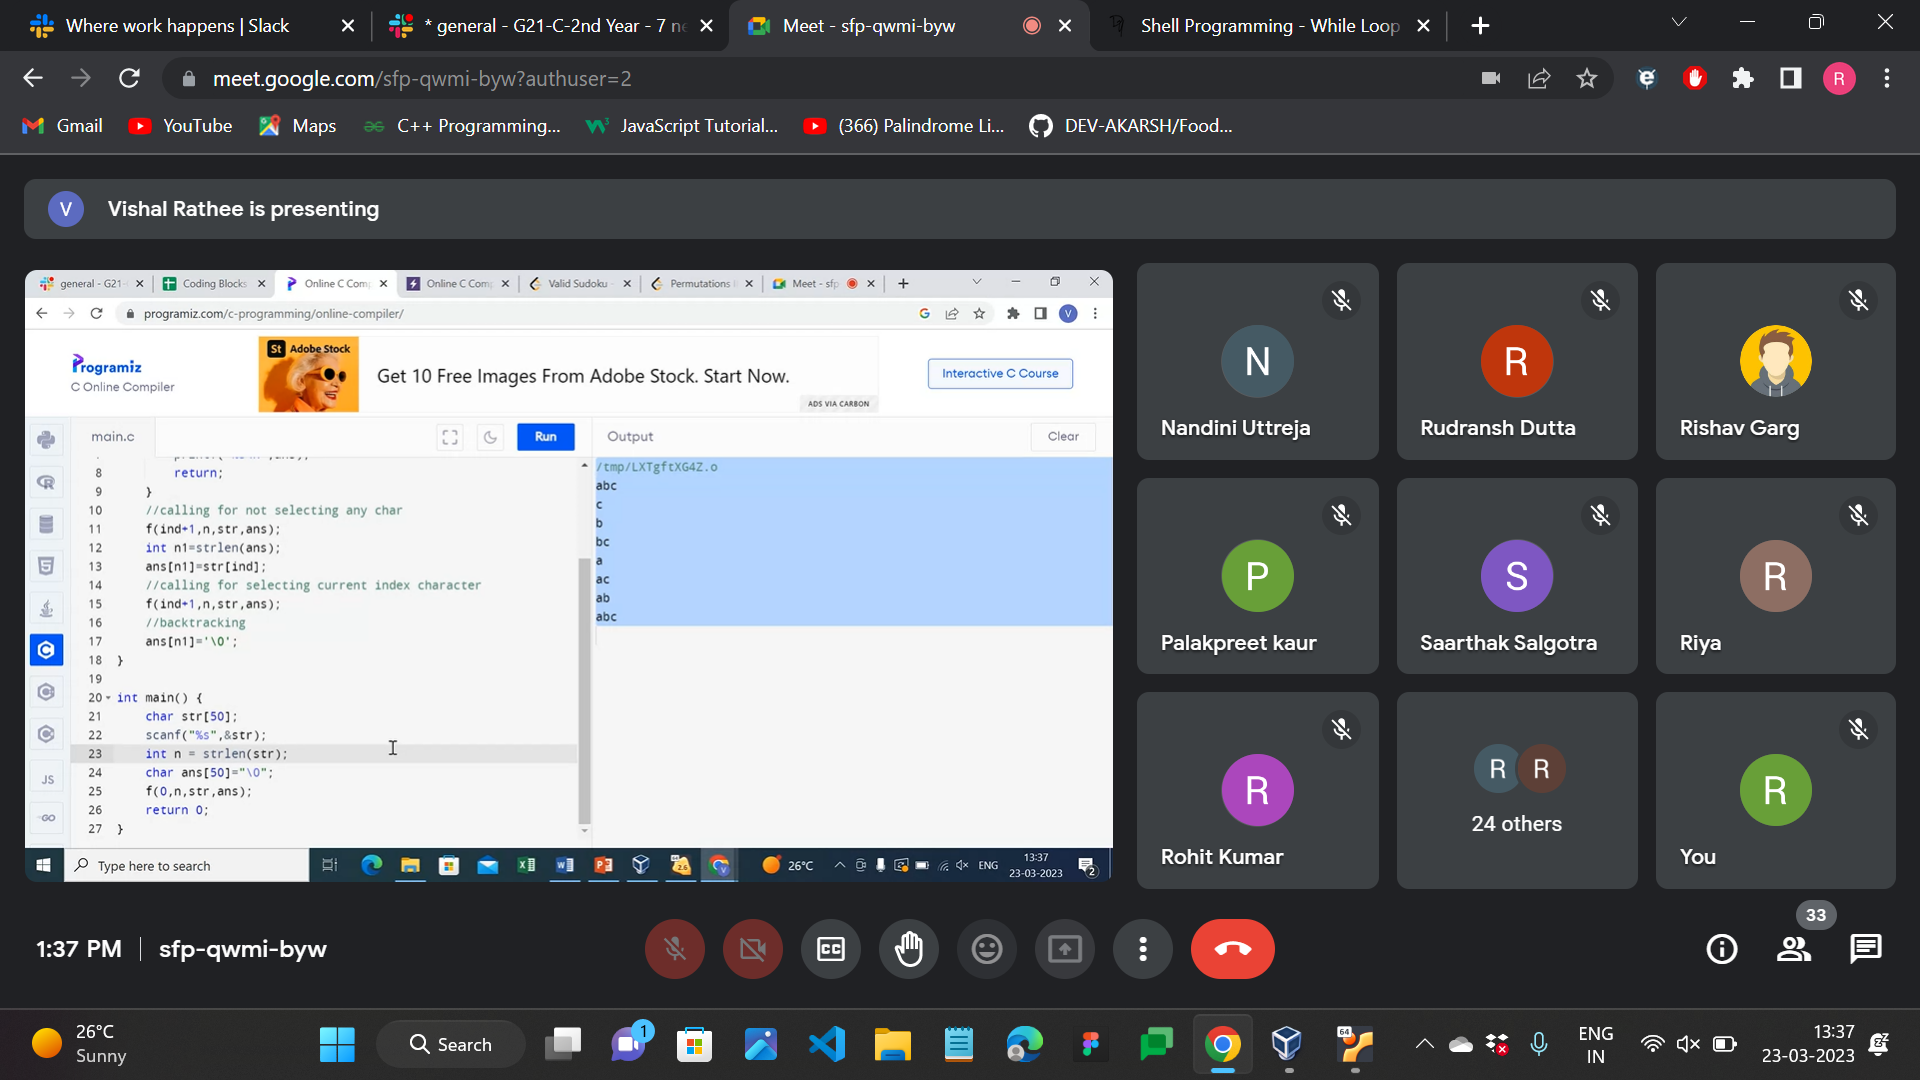 Where work happens | Slack
* general - G21-C-2nd Year - 7 ne
Meet - sfp-qwmi-byw
Shell Programming - While Loop
meet.google.com/sfp-qwmi-byw?authuser=2
R
Gmail
YouTube
Maps
C++ Programming...
JavaScript Tutorial...
(366) Palindrome Li...
DEV-AKARSH/Food...
V
Vishal Rathee is presenting
general - G21-
Coding Blocks
Online C Com
Online C Comp
Valid Sudoku
Permutations
Meet - sfp
programiz.com/c-programming/online-compiler/
V
Programiz
C Online Compiler
St Adobe Stock
Get 10 Free Images From Adobe Stock. Start Now.
ADS VIA CARBON
Interactive C Course
main.c
Run
Output
Clear
8 return;
9 }
10 //calling for not selecting any char
11 f(ind+1,n,str,ans);
12 int n1=strlen(ans);
13 ans[n1]=str[ind];
14 //calling for selecting current index character
15 f(ind+1,n,str,ans);
16 //backtracking
17 ans[n1]='\0';
18 }
19
20 int main() {
21 char str[50];
22 scanf("%s",&str);
23 int n = strlen(str);
24 char ans[50]="\0";
25 f(0,n,str,ans);
26 return 0;
27 }
JS
GO
/tmp/LXTgftXG4Z.o
abc
c
b
bc
a
ac
ab
abc
Type here to search
26°C
ENG
13:37
23-03-2023
2
N
Nandini Uttreja
R
Rudransh Dutta
Rishav Garg
P
Palakpreet kaur
S
Saarthak Salgotra
R
Riya
R
Rohit Kumar
R R
24 others
R
You
1:37 PM
sfp-qwmi-byw
CC
33
26°C
Sunny
Search
1
64
ENG
IN
13:37
23-03-2023